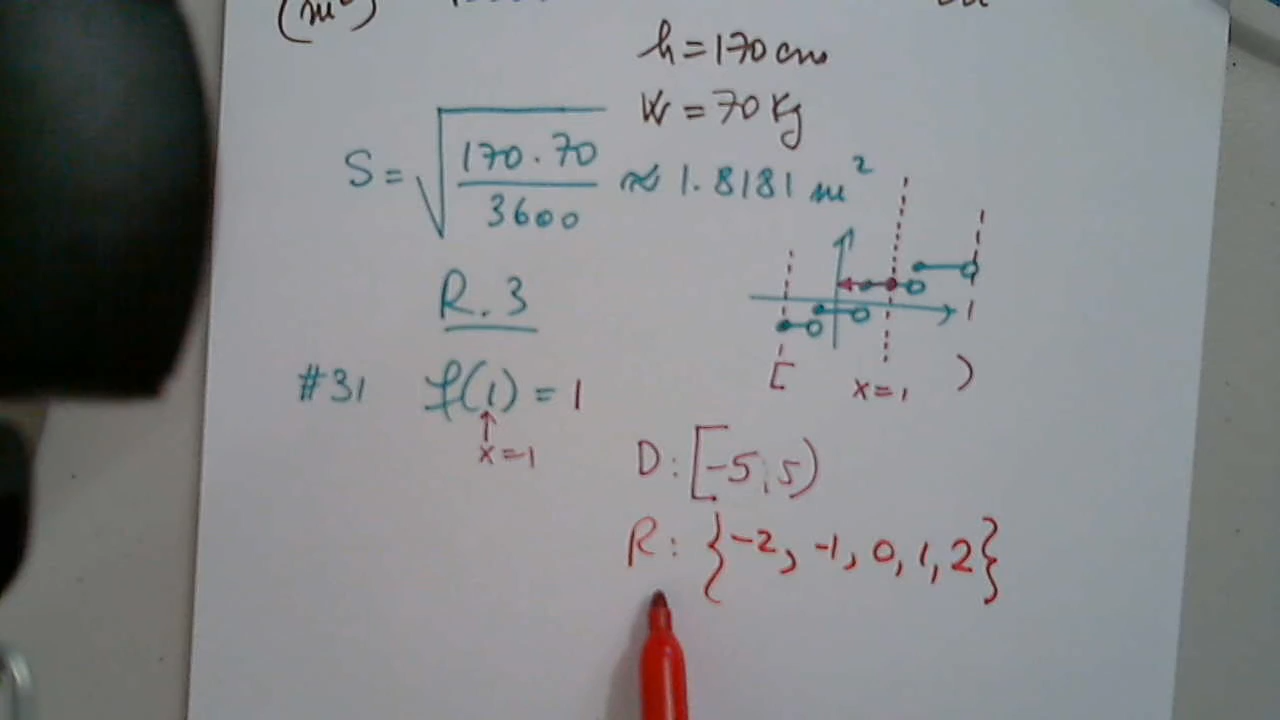 (m²)
h = 170 cm
W = 70 Kg
S = √(170 · 70 / 3600) ≈ 1.8181 m²
R.3
#31 f(1) = 1
x = 1
[ x = 1 )
D: [-5, 5)
R: {-2, -1, 0, 1, 2}